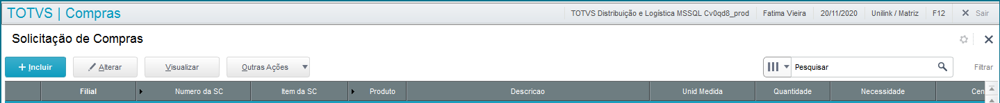 TOTVS | Compras TOTVS Distribuição e Logística MSSQL Cv0qd8_prod Fatima Vieira 20/11/2020 Unilink / Matriz F12 Sair
Solicitação de Compras
+ Incluir Alterar Visualizar Outras Ações Pesquisar Filtrar
Filial Numero da SC Item da SC Produto Descricao Unid Medida Quantidade Necessidade Cen